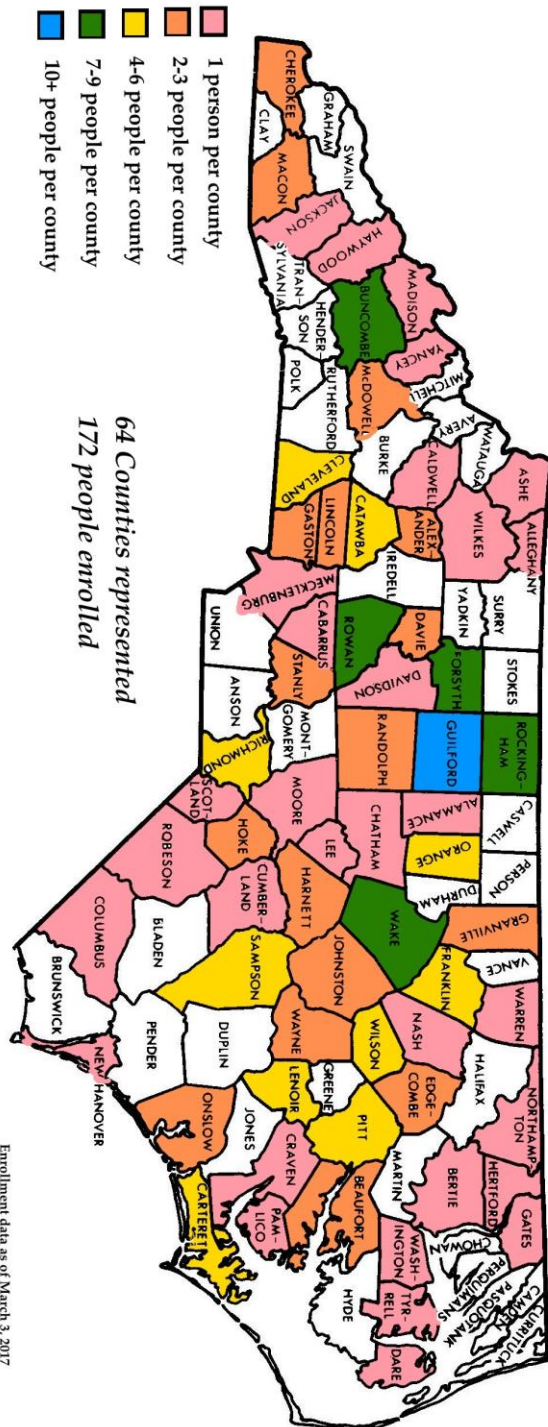 CHEROKEE
GRAHAM
CLAY
SWAIN
MACON
JACKSON
HAYWOOD
TRAN-
SYLVANIA
MADISON
BUNCOMBE
HENDER-
SON
YANCEY
McDOWELL
RUTHERFORD
POLK
MITCHELL
AVERY
BURKE
CLEVELAND
WATAUGA
CALDWELL
ASHE
WILKES
ALEX-
ANDER
CATAWBA
LINCOLN
GASTON
ALLEGHANY
IREDELL
MECKLENBURG
SURRY
YADKIN
DAVIE
ROWAN
CABARRUS
UNION
STOKES
FORSYTH
DAVIDSON
STANLY
ANSON
ROCKING-
HAM
GUILFORD
RANDOLPH
MONT-
GOMERY
RICHMOND
CASWELL
ALAMANCE
CHATHAM
MOORE
SCOT-
LAND
PERSON
ORANGE
DURHAM
LEE
HOKE
ROBESON
GRANVILLE
WAKE
HARNETT
CUMBER-
LAND
BLADEN
COLUMBUS
VANCE
FRANKLIN
JOHNSTON
SAMPSON
BRUNSWICK
WARREN
NASH
WILSON
WAYNE
DUPLIN
PENDER
NEW
HANOVER
HALIFAX
EDGE-
COMBE
GREENE
LENOIR
JONES
ONSLOW
NORTHAMP-
TON
HERTFORD
BERTIE
MARTIN
PITT
CRAVEN
CARTERET
GATES
CHOWAN
PERQUIMANS
PASQUOTANK
CAMDEN
CURRITUCK
WASH-
INGTON
TYR-
RELL
DARE
BEAUFORT
HYDE
PAM-
LICO
1 person per county
2-3 people per county
4-6 people per county
7-9 people per county
10+ people per county
64 Counties represented
172 people enrolled
Enrollment data as of March 3, 2017